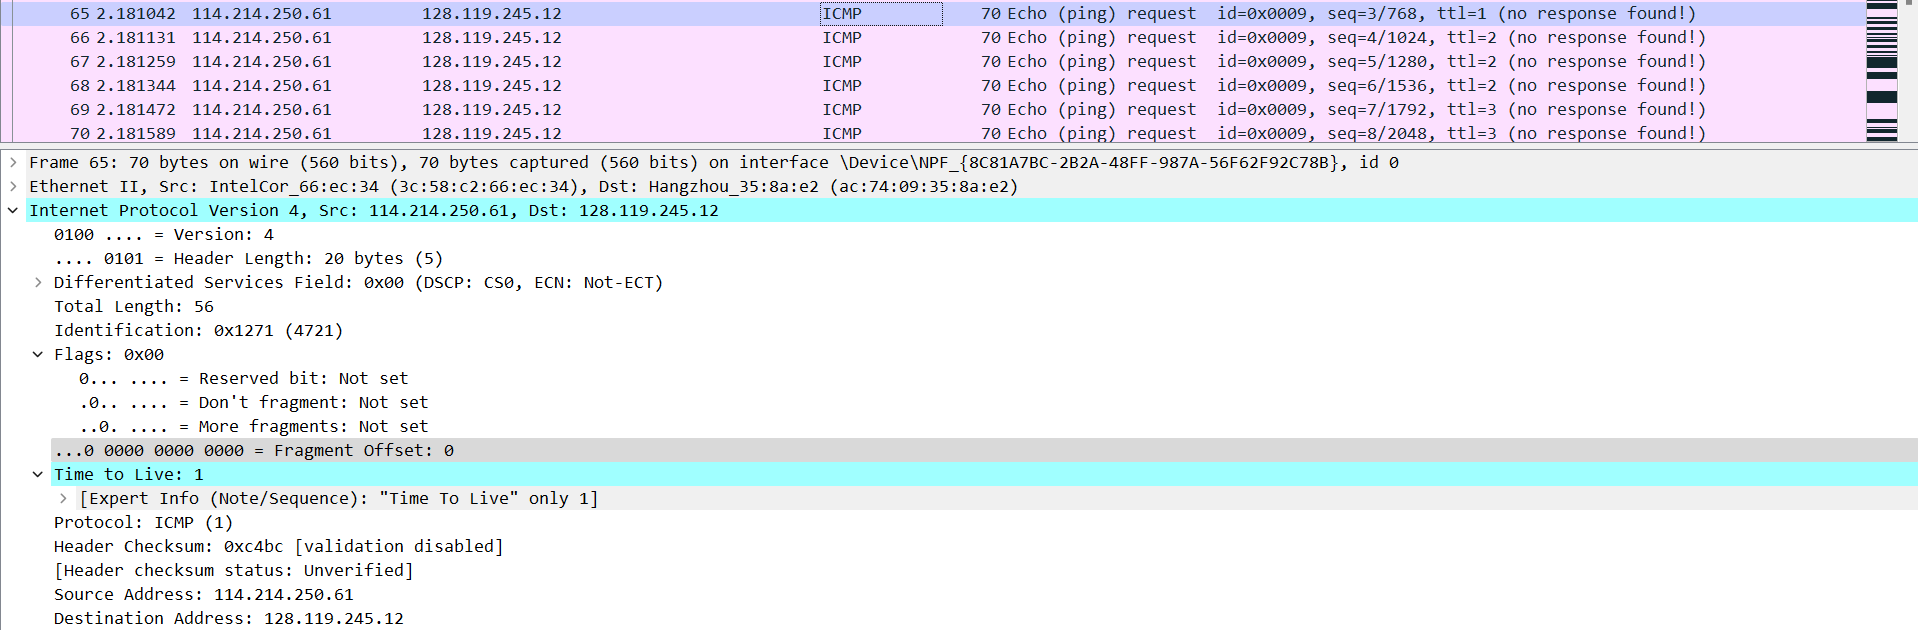 65 2.181042 114.214.250.61 128.119.245.12 ICMP 70 Echo (ping) request id=0x0009, seq=3/768, ttl=1 (no response found!)
66 2.181131 114.214.250.61 128.119.245.12 ICMP 70 Echo (ping) request id=0x0009, seq=4/1024, ttl=2 (no response found!)
67 2.181259 114.214.250.61 128.119.245.12 ICMP 70 Echo (ping) request id=0x0009, seq=5/1280, ttl=2 (no response found!)
68 2.181344 114.214.250.61 128.119.245.12 ICMP 70 Echo (ping) request id=0x0009, seq=6/1536, ttl=2 (no response found!)
69 2.181472 114.214.250.61 128.119.245.12 ICMP 70 Echo (ping) request id=0x0009, seq=7/1792, ttl=3 (no response found!)
70 2.181589 114.214.250.61 128.119.245.12 ICMP 70 Echo (ping) request id=0x0009, seq=8/2048, ttl=3 (no response found!)
Frame 65: 70 bytes on wire (560 bits), 70 bytes captured (560 bits) on interface \Device\NPF_{8C81A7BC-2B2A-48FF-987A-56F62F92C78B}, id 0
Ethernet II, Src: IntelCor_66:ec:34 (3c:58:c2:66:ec:34), Dst: Hangzhou_35:8a:e2 (ac:74:09:35:8a:e2)
Internet Protocol Version 4, Src: 114.214.250.61, Dst: 128.119.245.12
0100 .... = Version: 4
.... 0101 = Header Length: 20 bytes (5)
Differentiated Services Field: 0x00 (DSCP: CS0, ECN: Not-ECT)
Total Length: 56
Identification: 0x1271 (4721)
Flags: 0x00
0... .... = Reserved bit: Not set
.0.. .... = Don't fragment: Not set
..0. .... = More fragments: Not set
...0 0000 0000 0000 = Fragment Offset: 0
Time to Live: 1
[Expert Info (Note/Sequence): "Time To Live" only 1]
Protocol: ICMP (1)
Header Checksum: 0xc4bc [validation disabled]
[Header checksum status: Unverified]
Source Address: 114.214.250.61
Destination Address: 128.119.245.12